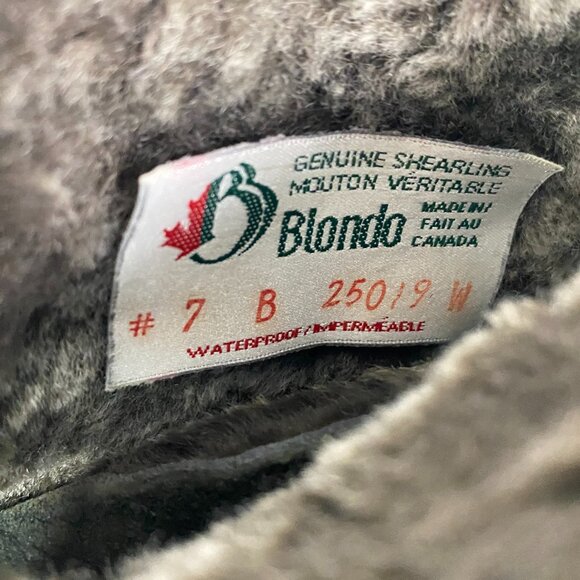 GENUINE SHEARLING
MOUTON VÉRITABLE
B
Blondo
MADE IN/
FAIT AU
CANADA
# 7 B 25019 W
WATERPROOF/IMPERMÉABLE